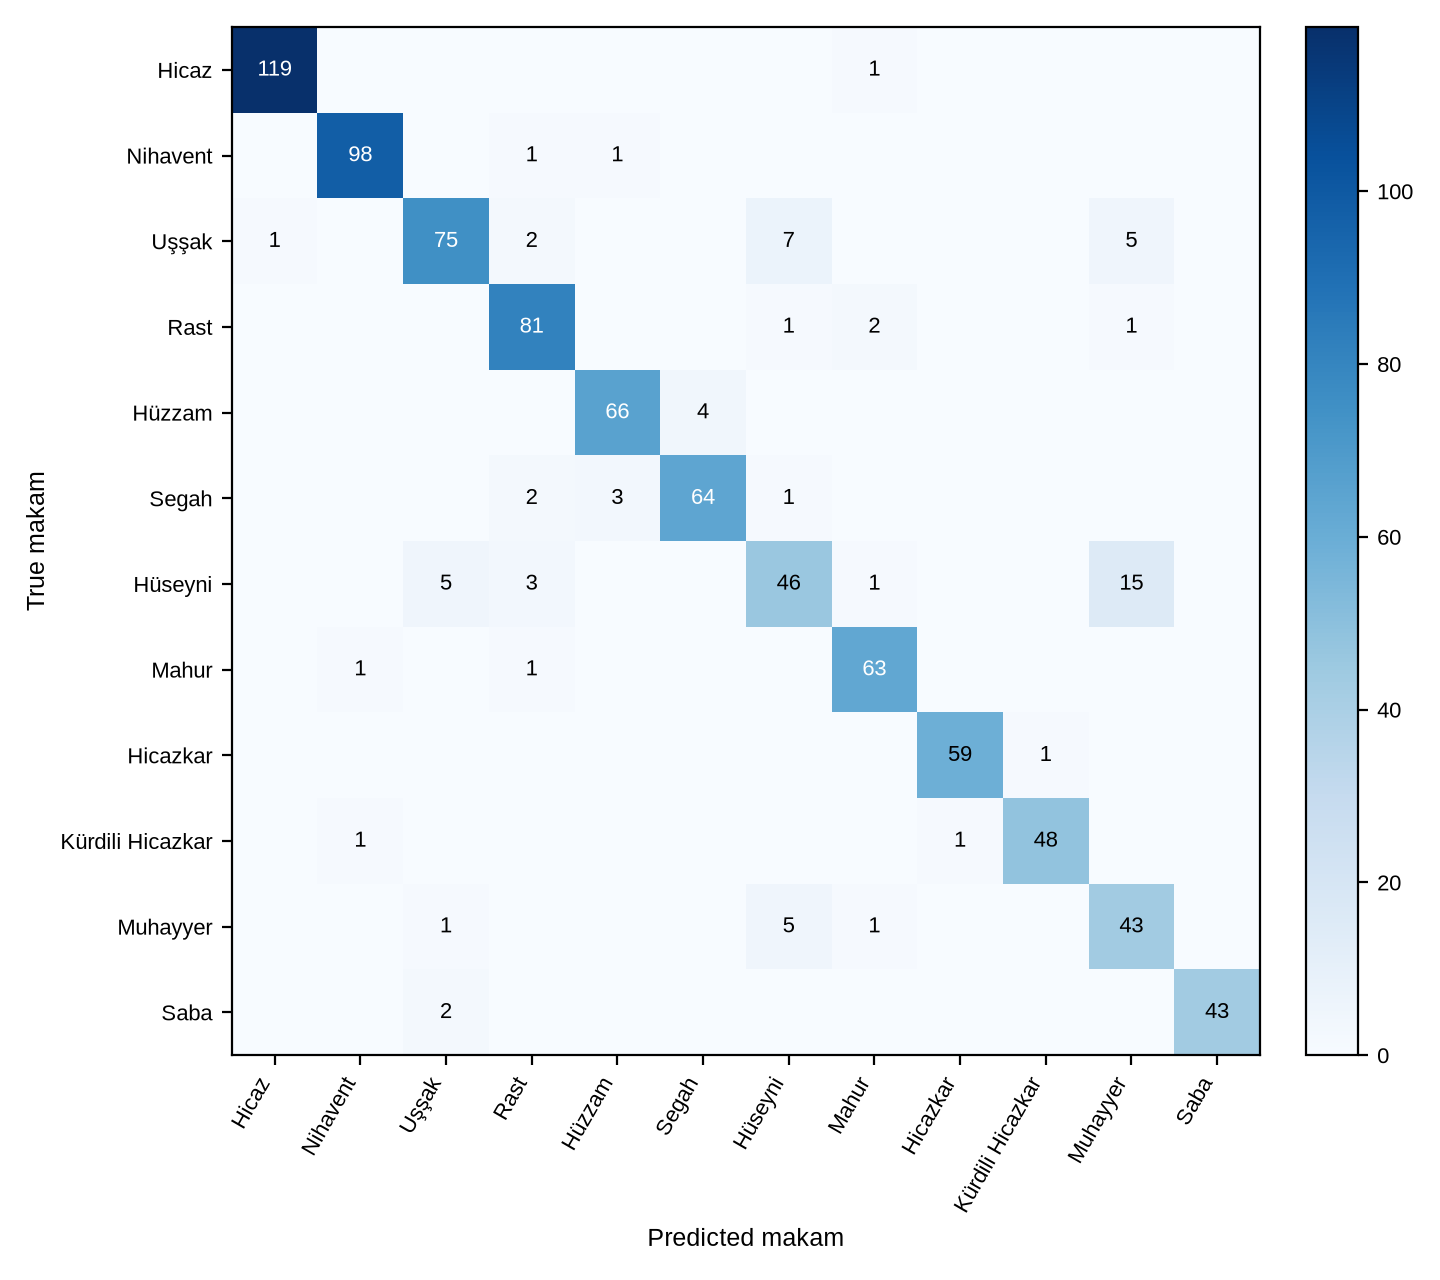 Hicaz 119 1
Nihavent 98 1 1
Uşşak 1 75 2 7 5
Rast 81 1 2 1
Hüzzam 66 4
Segah 2 3 64 1
Hüseyni 5 3 46 1 15
Mahur 1 1 63
Hicazkar 59 1
Kürdili Hicazkar 1 1 48
Muhayyer 1 5 1 43
Saba 2 43
True makam
Hicaz Nihavent Uşşak Rast Hüzzam Segah Hüseyni Mahur Hicazkar Kürdili Hicazkar Muhayyer Saba
Predicted makam
100
80
60
40
20
0